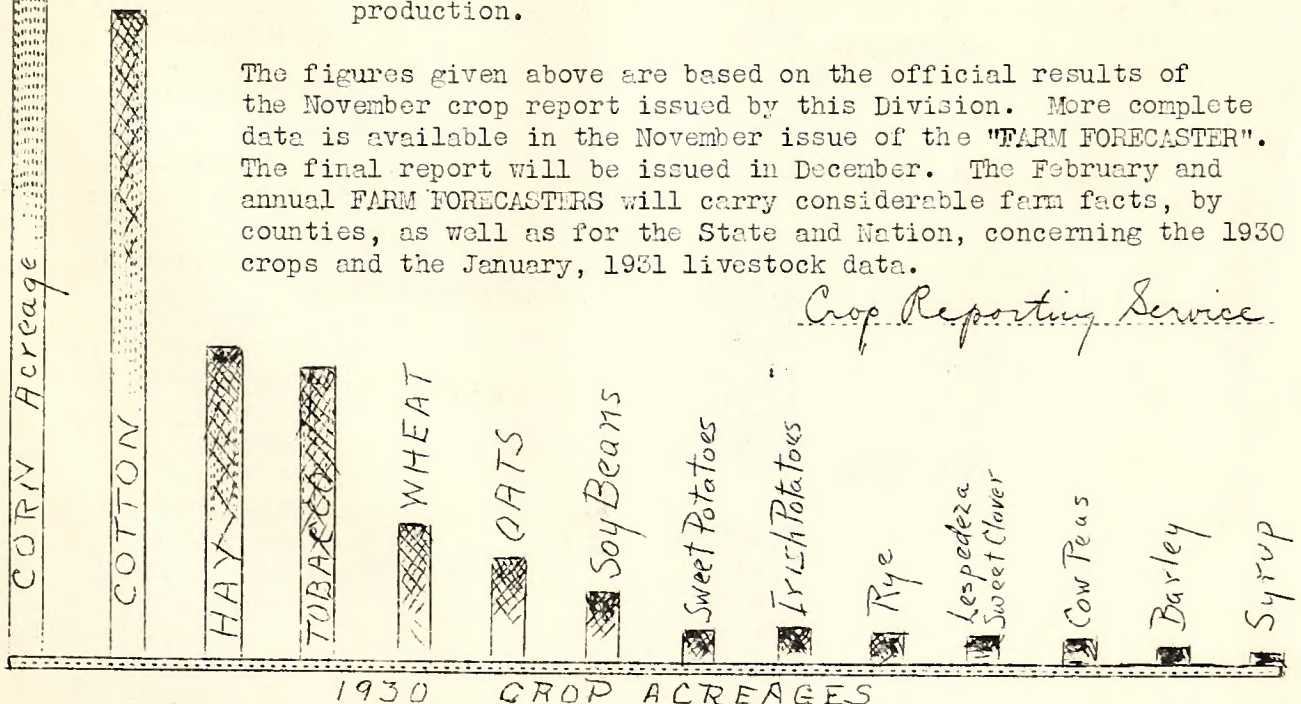 production.
The figures given above are based on the official results of
the November crop report issued by this Division. More complete
data is available in the November issue of the "FARM FORECASTER".
The final report will be issued in December. The February and
annual FARM FORECASTERS will carry considerable farm facts, by
counties, as well as for the State and Nation, concerning the 1930
crops and the January, 1931 livestock data.
Crop Reporting Service
CORN Acreage
COTTON
HAY
TOBACCO
WHEAT
OATS
Soy Beans
Sweet Potatoes
Irish Potatous
Rye
Lespedeza
Sweet Clover
Cow Peas
Barley
Syrup
1930 CROP ACREAGES